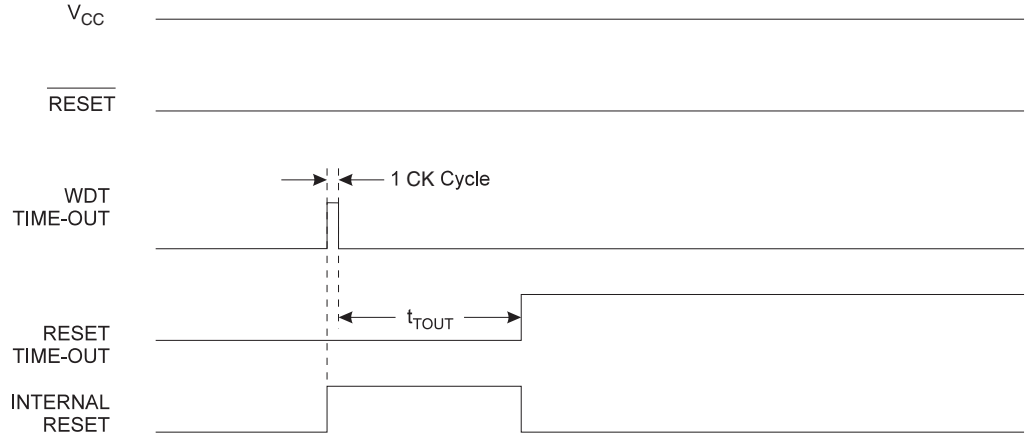 VCC
RESET
1 CK Cycle
WDT
TIME-OUT
tTOUT
RESET
TIME-OUT
INTERNAL
RESET